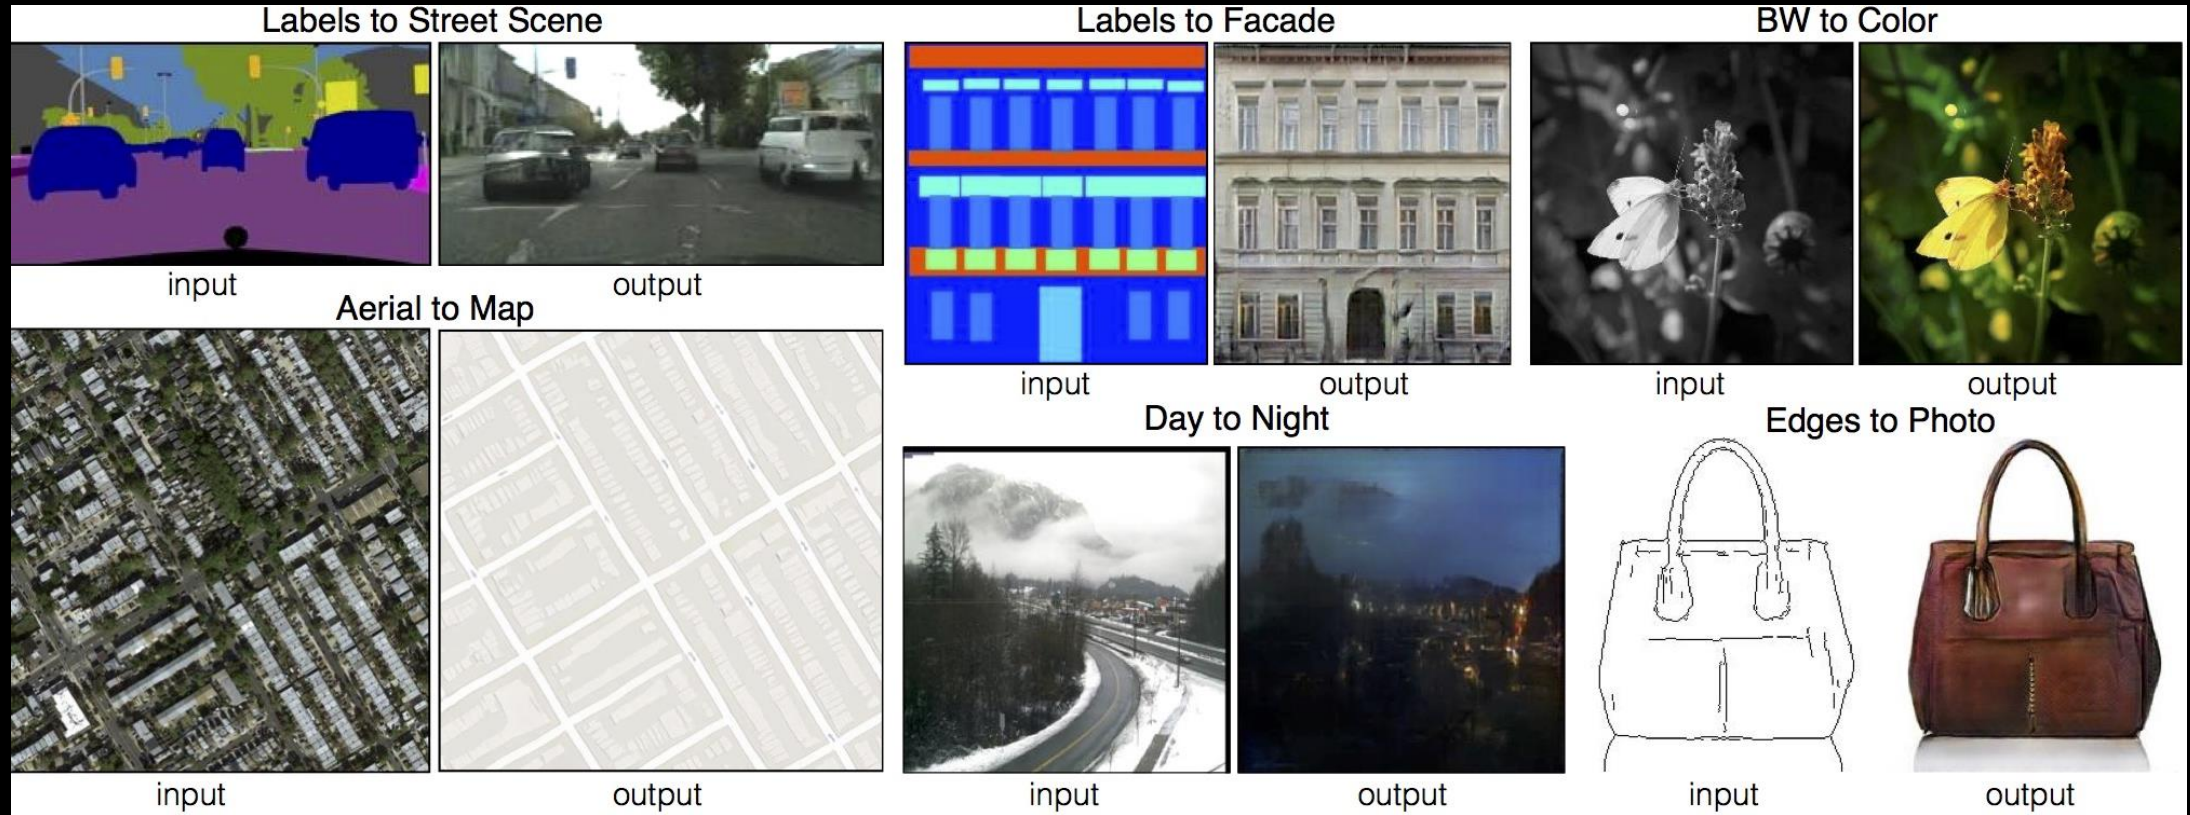 Labels to Street Scene
input
output
Aerial to Map
input
output
Labels to Facade
input
output
BW to Color
input
output
Day to Night
input
output
Edges to Photo
input
output